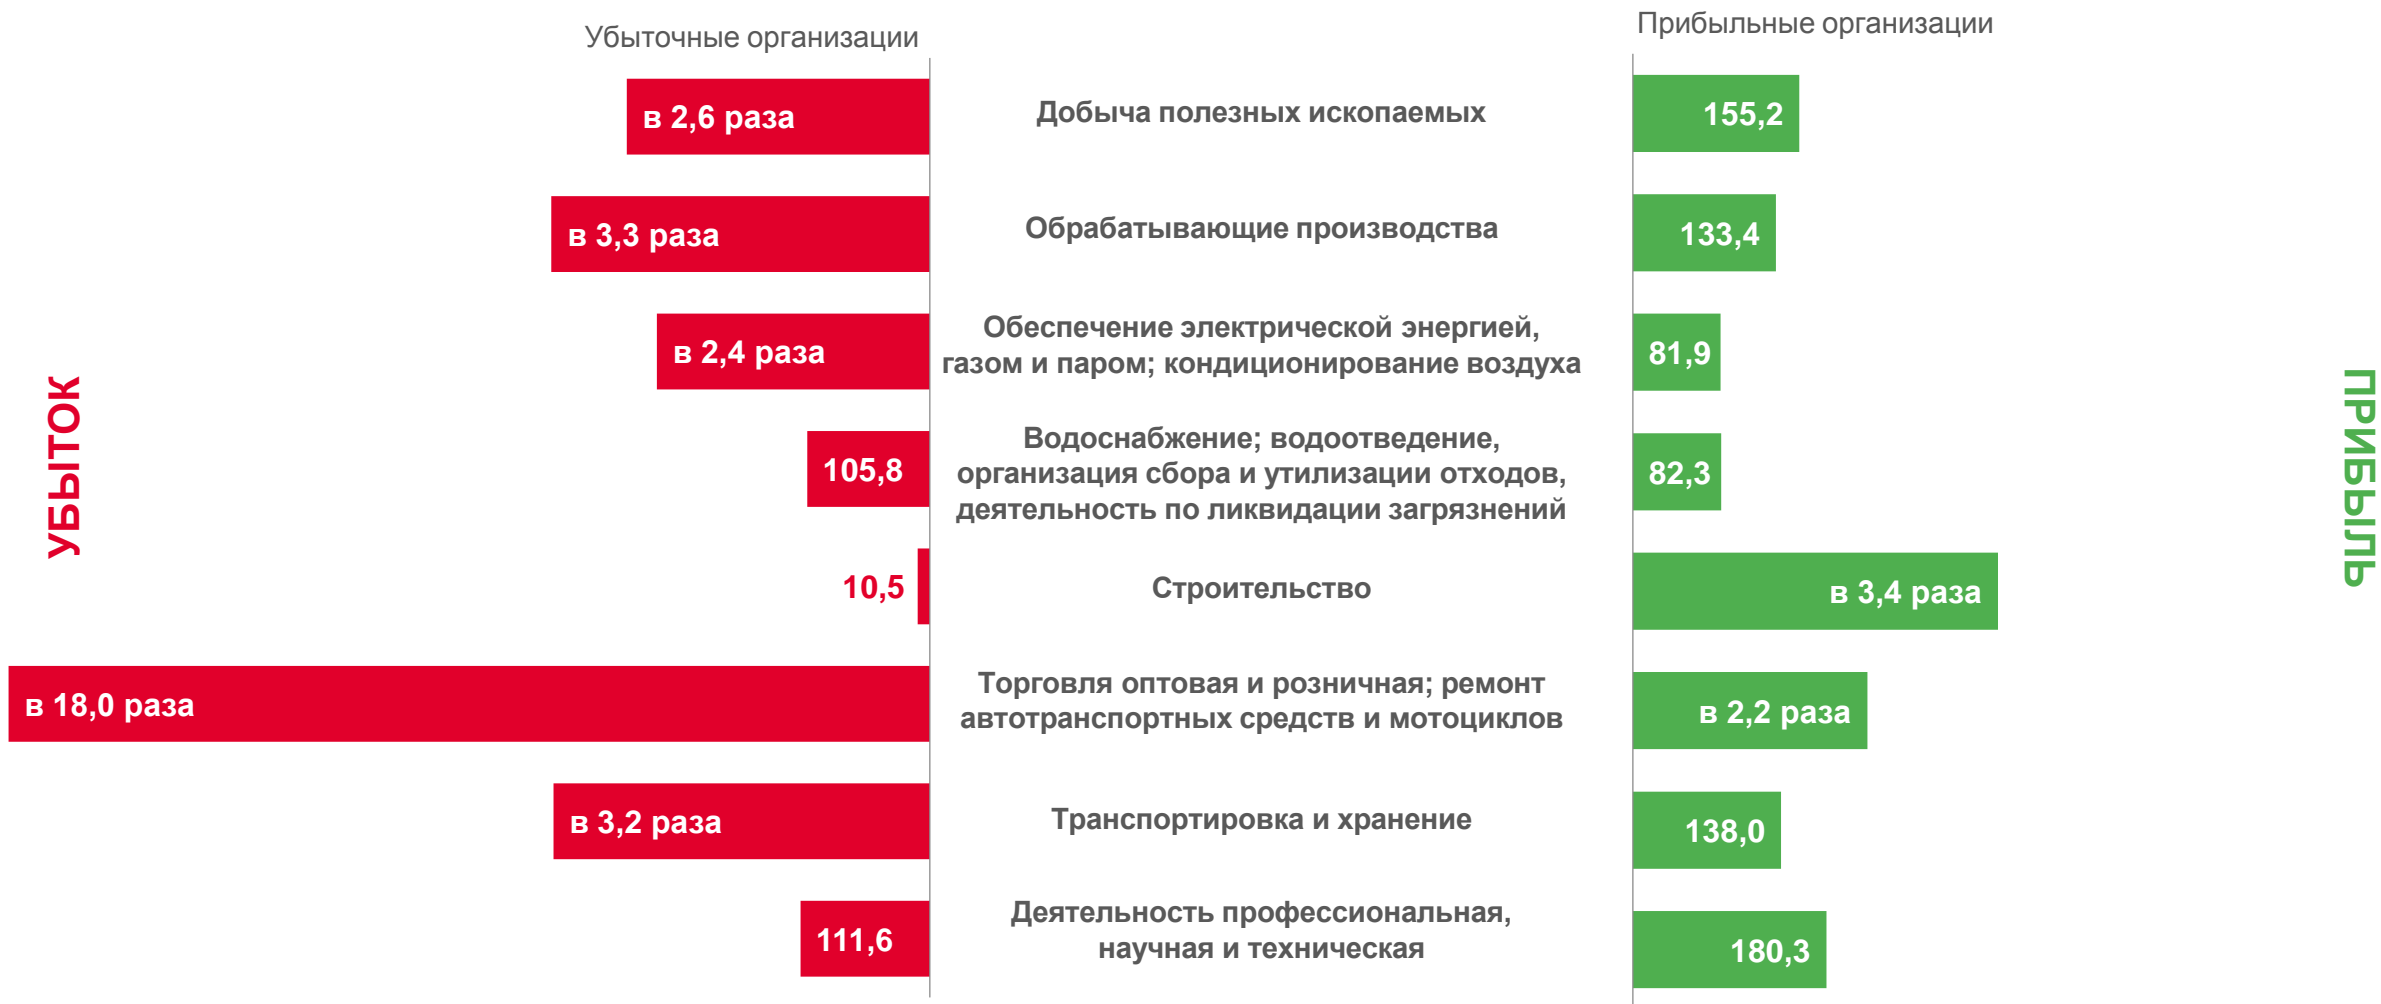 Убыточные организации
Прибыльные организации
в 2,6 раза
Добыча полезных ископаемых
155,2
в 3,3 раза
Обрабатывающие производства
133,4
в 2,4 раза
Обеспечение электрической энергией,
газом и паром; кондиционирование воздуха
81,9
УБЫТОК
ПРИБЫЛЬ
105,8
Водоснабжение; водоотведение,
организация сбора и утилизации отходов,
деятельность по ликвидации загрязнений
82,3
10,5
Строительство
в 3,4 раза
в 18,0 раза
Торговля оптовая и розничная; ремонт
автотранспортных средств и мотоциклов
в 2,2 раза
в 3,2 раза
Транспортировка и хранение
138,0
111,6
Деятельность профессиональная,
научная и техническая
180,3